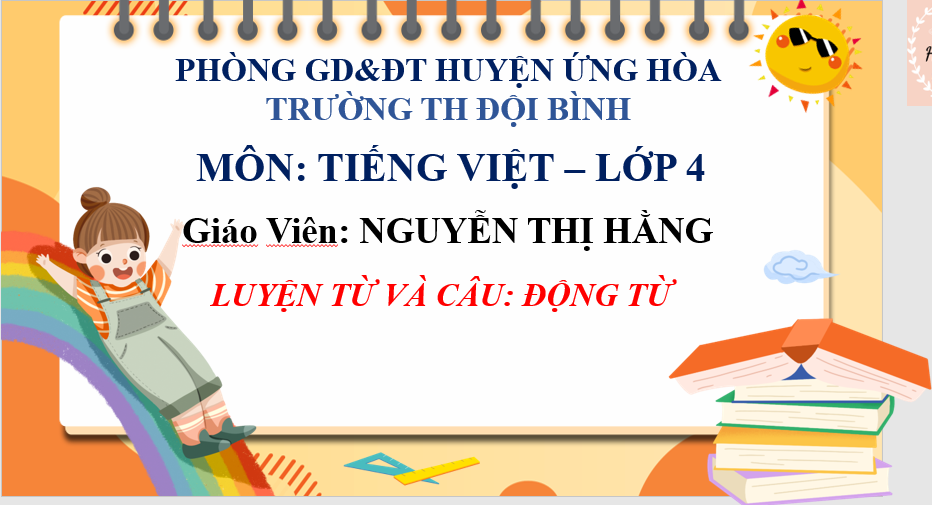 PHÒNG GD&ĐT HUYỆN ỨNG HÒA
TRƯỜNG TH ĐỘI BÌNH
MÔN: TIẾNG VIỆT – LỚP 4
Giáo Viên: NGUYỄN THỊ HẰNG
LUYỆN TỪ VÀ CÂU: ĐỘNG TỪ